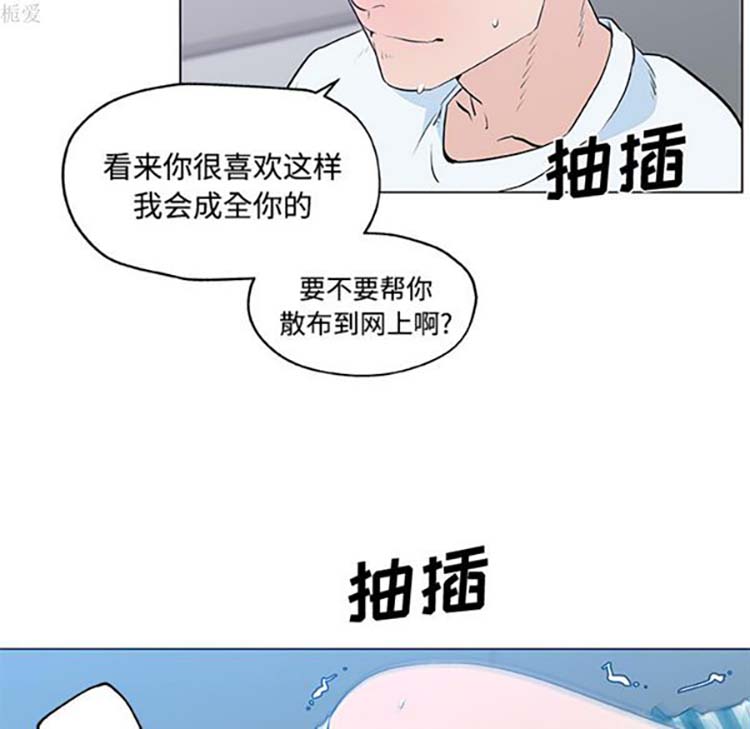 栀爱
看来你很喜欢这样
我会成全你的
抽插
要不要帮你
散布到网上啊?
抽插